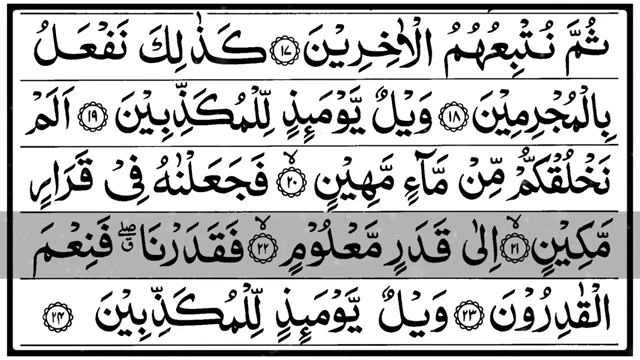 ثُمَّ نُتۡبِعُهُمُ الۡاٰخِرِيۡنَ ﴿۱۷﴾ كَذٰلِكَ نَفۡعَلُ
بِالۡمُجۡرِمِيۡنَ ﴿۱۸﴾ وَيۡلٌ يَّوۡمَئِذٍ لِّلۡمُكَذِّبِيۡنَ ﴿۱۹﴾ اَلَمۡ
نَخۡلُقۡكُّمۡ مِّنۡ مَّآءٍ مَّهِيۡنٍ ﴿۲۰﴾ۙ فَجَعَلۡنٰهُ فِىۡ قَرَارٍ
مَّكِيۡنٍ ﴿۲۱﴾ۙ اِلٰى قَدَرٍ مَّعۡلُوۡمٍ ﴿۲۲﴾ۙ فَقَدَرۡنَا ۖۗ فَنِعۡمَ
الۡقٰدِرُوۡنَ ﴿۲۳﴾ وَيۡلٌ يَّوۡمَئِذٍ لِّلۡمُكَذِّبِيۡنَ ﴿۲۴﴾